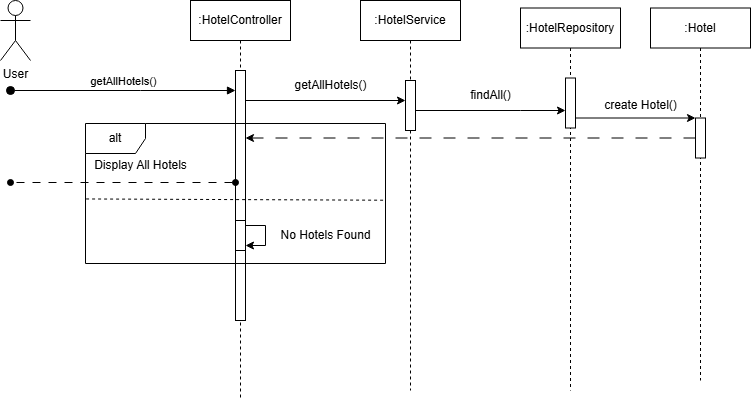 :HotelController
:HotelService
:HotelRepository
:Hotel
User
getAllHotels()
getAllHotels()
findAll()
create Hotel()
alt
Display All Hotels
No Hotels Found